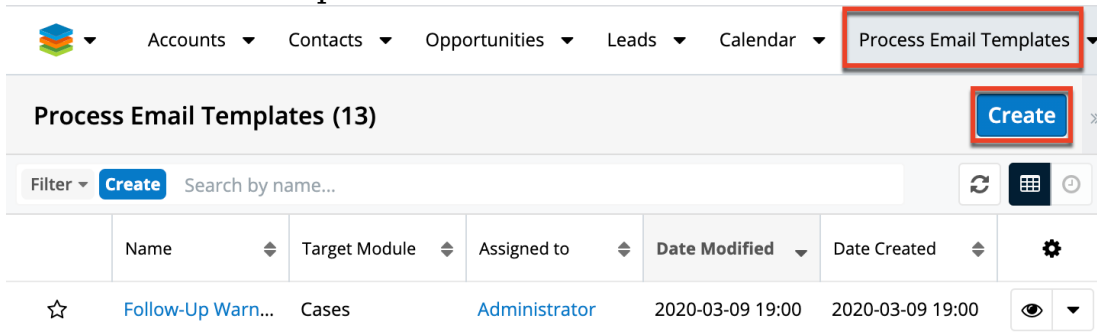 Accounts Contacts Opportunities Leads Calendar Process Email Templates
Process Email Templates (13) Create
Filter Create Search by name...
Name Target Module Assigned to Date Modified Date Created
Follow-Up Warn... Cases Administrator 2020-03-09 19:00 2020-03-09 19:00